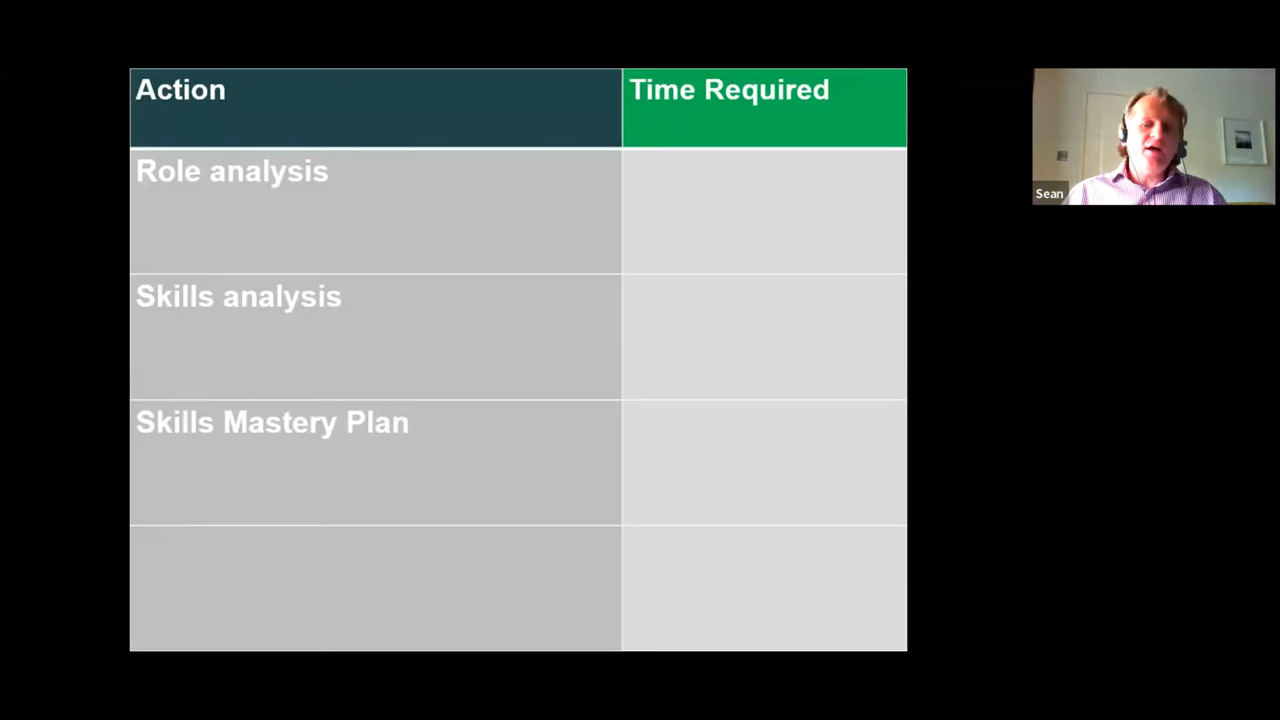 Action
Time Required
Role analysis
Skills analysis
Skills Mastery Plan
Sean